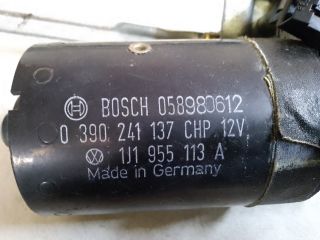 BOSCH 058980612
0 390 241 137 CHP 12V
1J1 955 113 A
Made in Germany